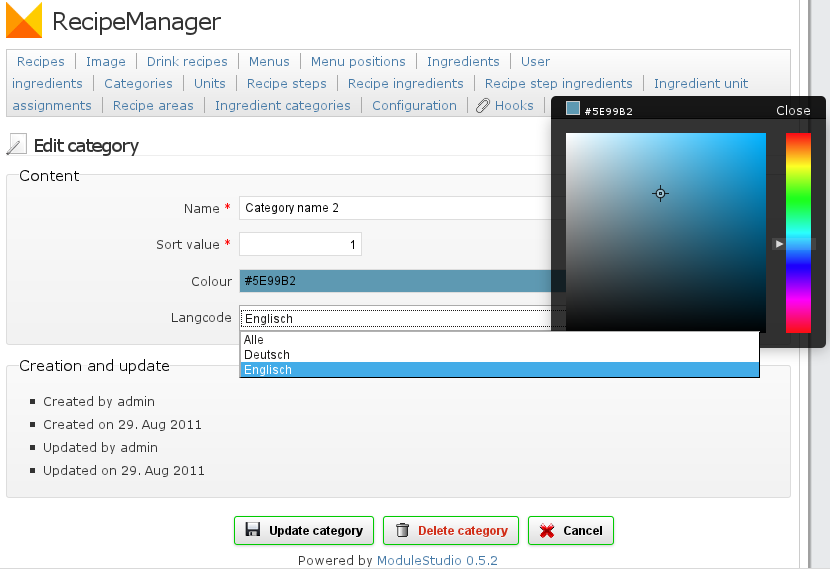 RecipeManager
Recipes Image Drink recipes Menus Menu positions Ingredients User
ingredients Categories Units Recipe steps Recipe ingredients Recipe step ingredients Ingredient unit
assignments Recipe areas Ingredient categories Configuration Hooks
#5E99B2 Close
Edit category
Content
Name * Category name 2
Sort value * 1
Colour #5E99B2
Langcode Englisch
Alle
Deutsch
Englisch
Creation and update
Created by admin
Created on 29. Aug 2011
Updated by admin
Updated on 29. Aug 2011
Update category Delete category Cancel
Powered by ModuleStudio 0.5.2